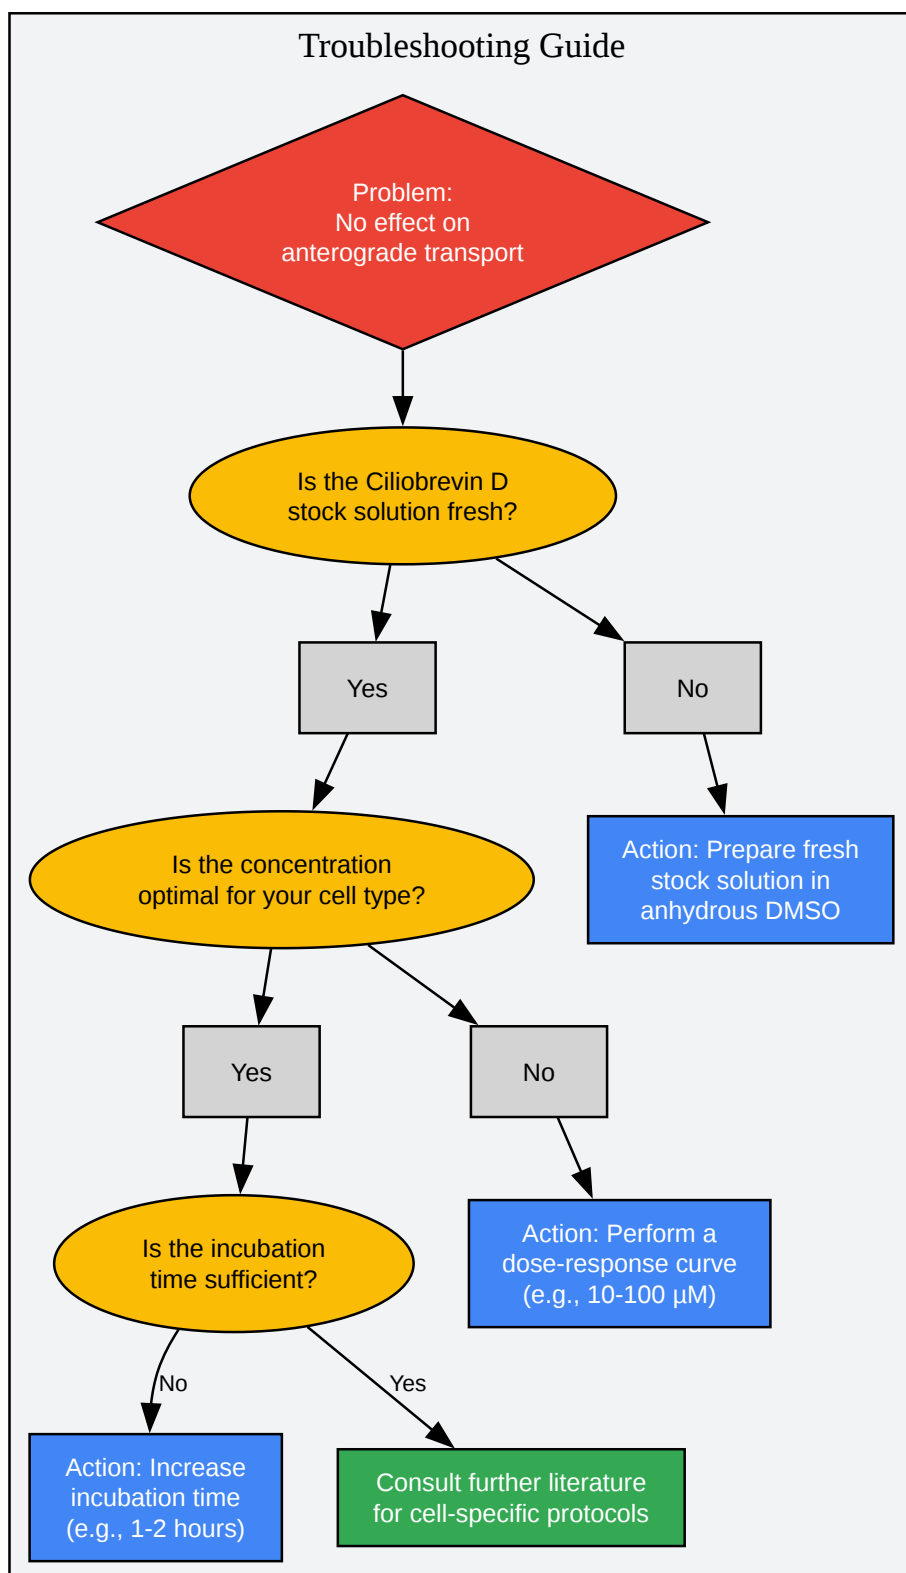 Troubleshooting Guide
Problem:
No effect on
anterograde transport
Is the Ciliobrevin D
stock solution fresh?
Yes
No
Is the concentration
optimal for your cell type?
Action: Prepare fresh
stock solution in
anhydrous DMSO
Yes
No
Is the incubation
time sufficient?
Action: Perform a
dose-response curve
(e.g., 10-100 µM)
No
Yes
Action: Increase
incubation time
(e.g., 1-2 hours)
Consult further literature
for cell-specific protocols